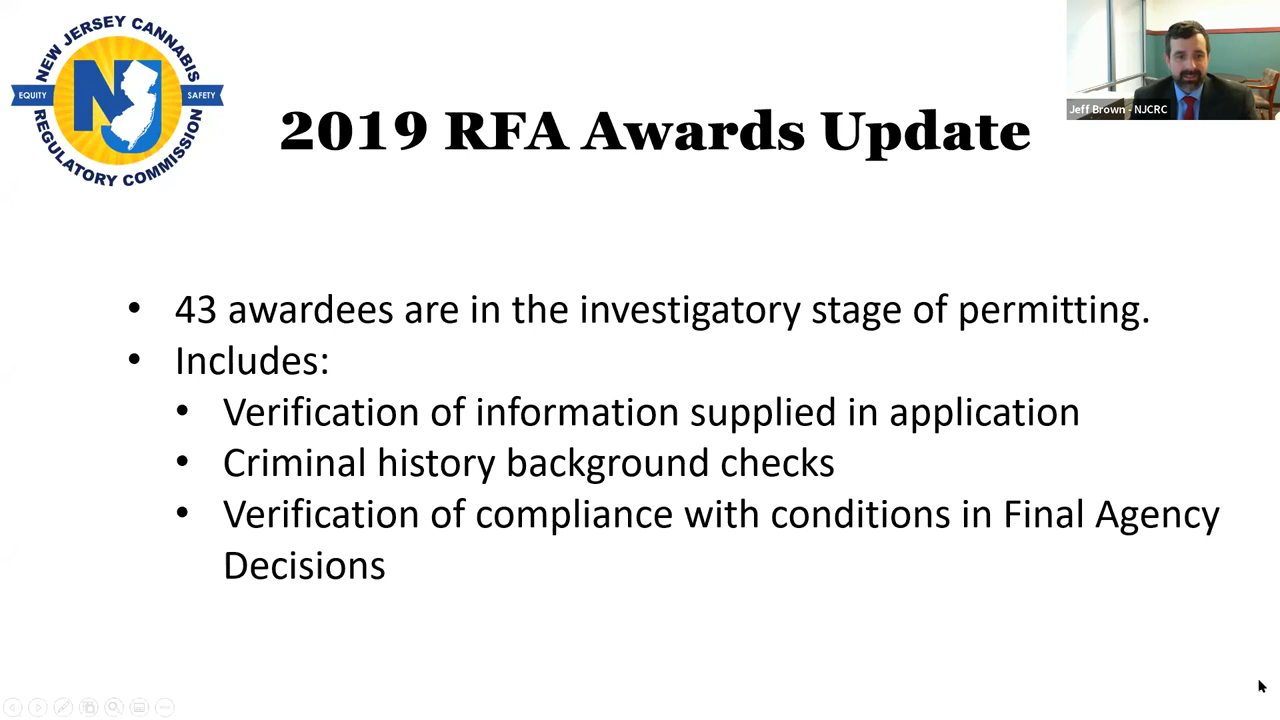 NEW JERSEY CANNABIS
EQUITY
NJ
SAFETY
REGULATORY COMMISSION
Jeff Brown - NJCRC
2019 RFA Awards Update
• 43 awardees are in the investigatory stage of permitting.
• Includes:
• Verification of information supplied in application
• Criminal history background checks
• Verification of compliance with conditions in Final Agency
Decisions